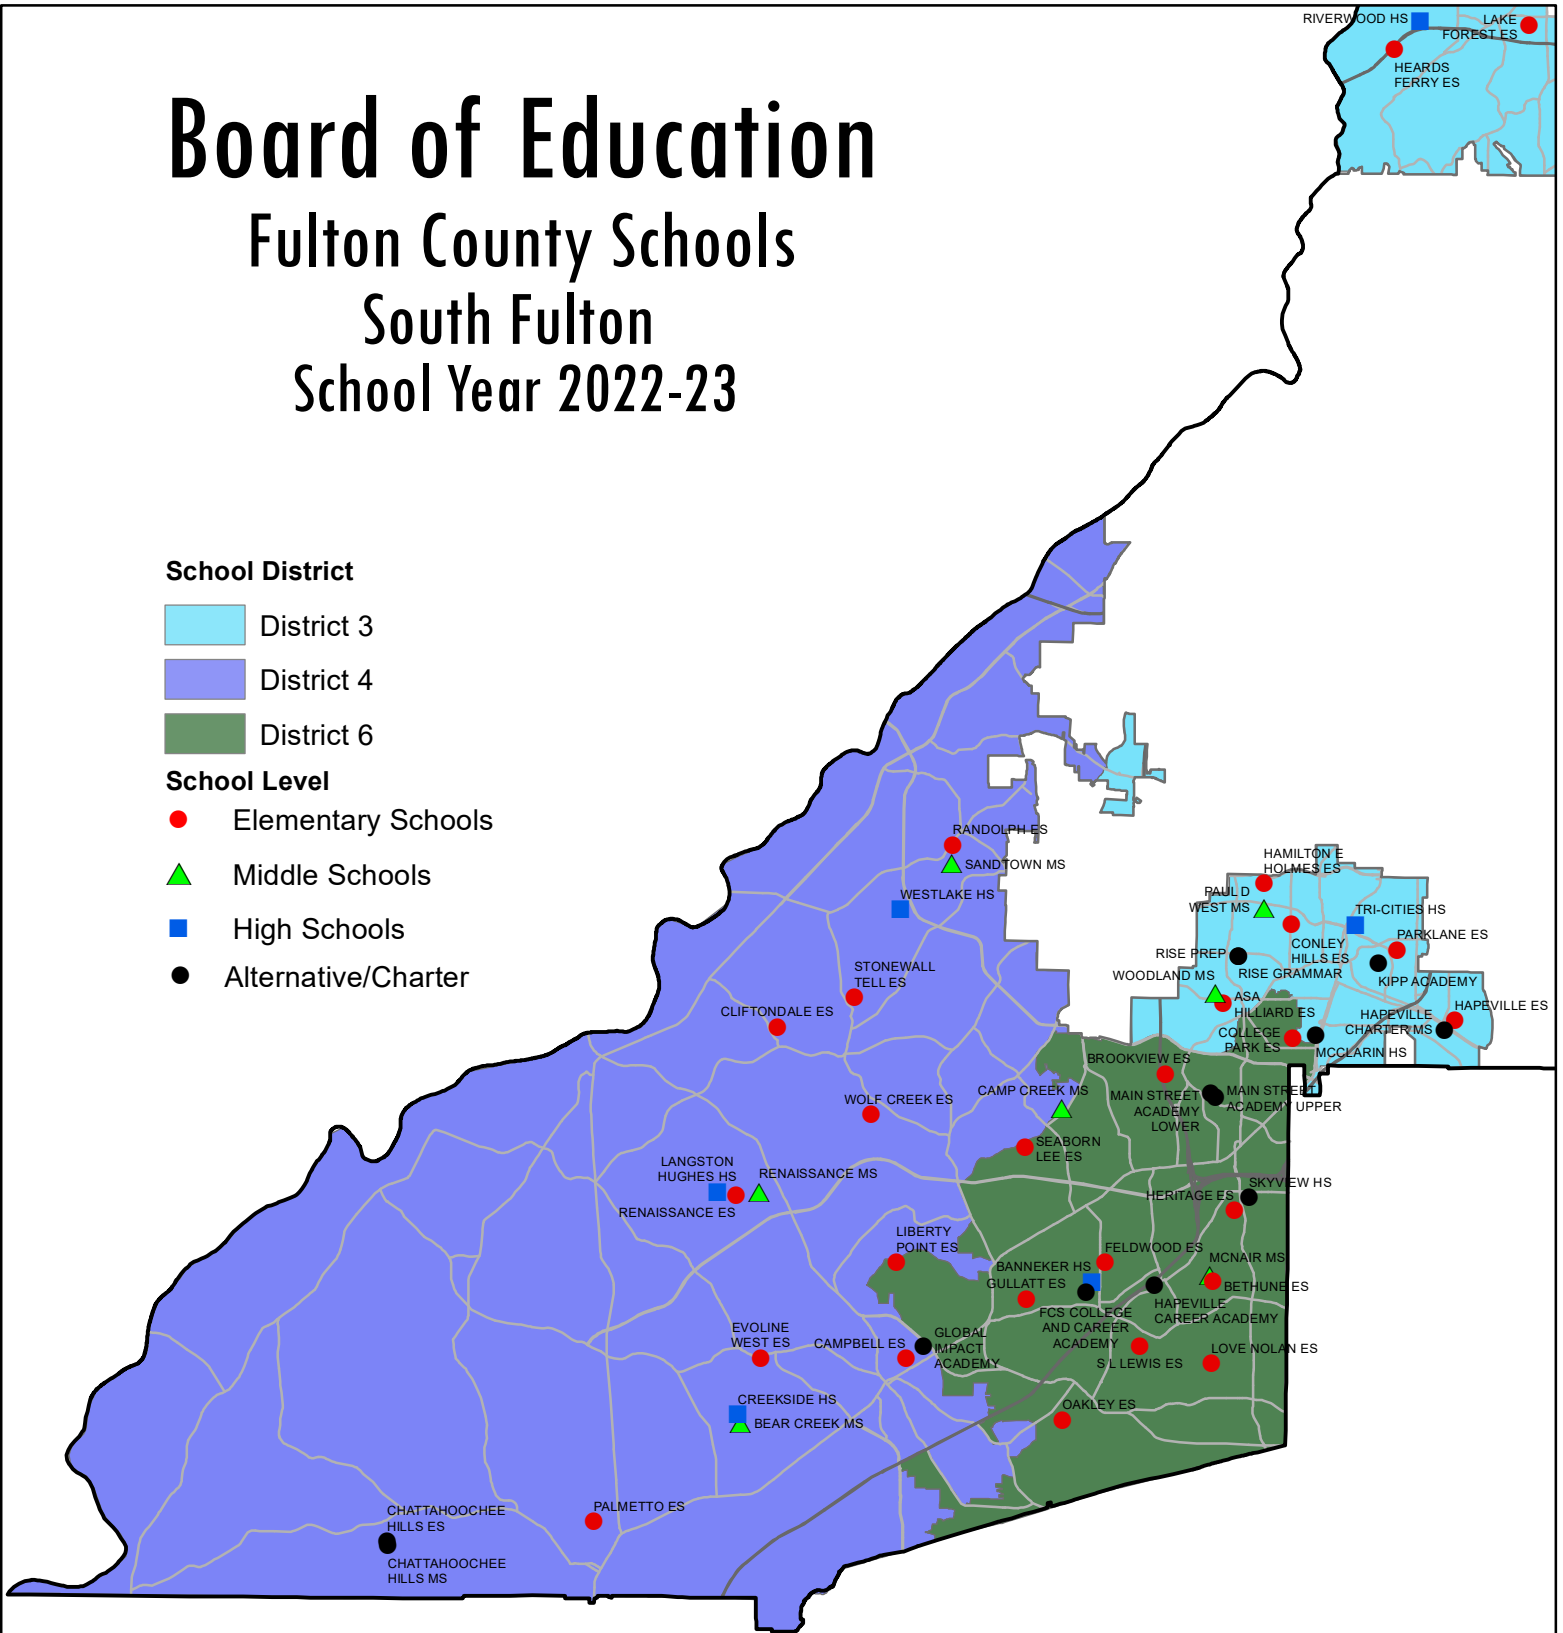 RIVERWOOD HS
LAKE
FOREST ES
HEARDS
FERRY ES
Board of Education
Fulton County Schools
South Fulton
School Year 2022-23
School District
District 3
District 4
District 6
School Level
Elementary Schools
Middle Schools
High Schools
Alternative/Charter
RANDOLPH ES
SANDTOWN MS
WESTLAKE HS
HAMILTON E
HOLMES ES
PAUL D
WEST MS
TRI-CITIES HS
PARKLANE ES
CONLEY
HILLS ES
RISE PREP
RISE GRAMMAR
KIPP ACADEMY
WOODLAND MS
ASA
HILLIARD ES
HAPEVILLE ES
HAPEVILLE
CHARTER MS
COLLEGE
PARK ES
MCCLARIN HS
STONEWALL
TELL ES
CLIFTONDALE ES
BROOKVIEW ES
CAMP CREEK MS
MAIN STREET
ACADEMY
LOWER
MAIN STREET
ACADEMY UPPER
WOLF CREEK ES
SEABORN
LEE ES
LANGSTON
HUGHES HS
RENAISSANCE MS
RENAISSANCE ES
SKYVIEW HS
HERITAGE ES
LIBERTY
POINT ES
FELDWOOD ES
BANNEKER HS
GULLATT ES
MCNAIR MS
BETHUNE ES
FCS COLLEGE
AND CAREER
ACADEMY
HAPEVILLE
CAREER ACADEMY
EVOLINE
WEST ES
CAMPBELL ES
GLOBAL
IMPACT
ACADEMY
S L LEWIS ES
LOVE NOLAN ES
CREEKSIDE HS
BEAR CREEK MS
OAKLEY ES
PALMETTO ES
CHATTAHOOCHEE
HILLS ES
CHATTAHOOCHEE
HILLS MS